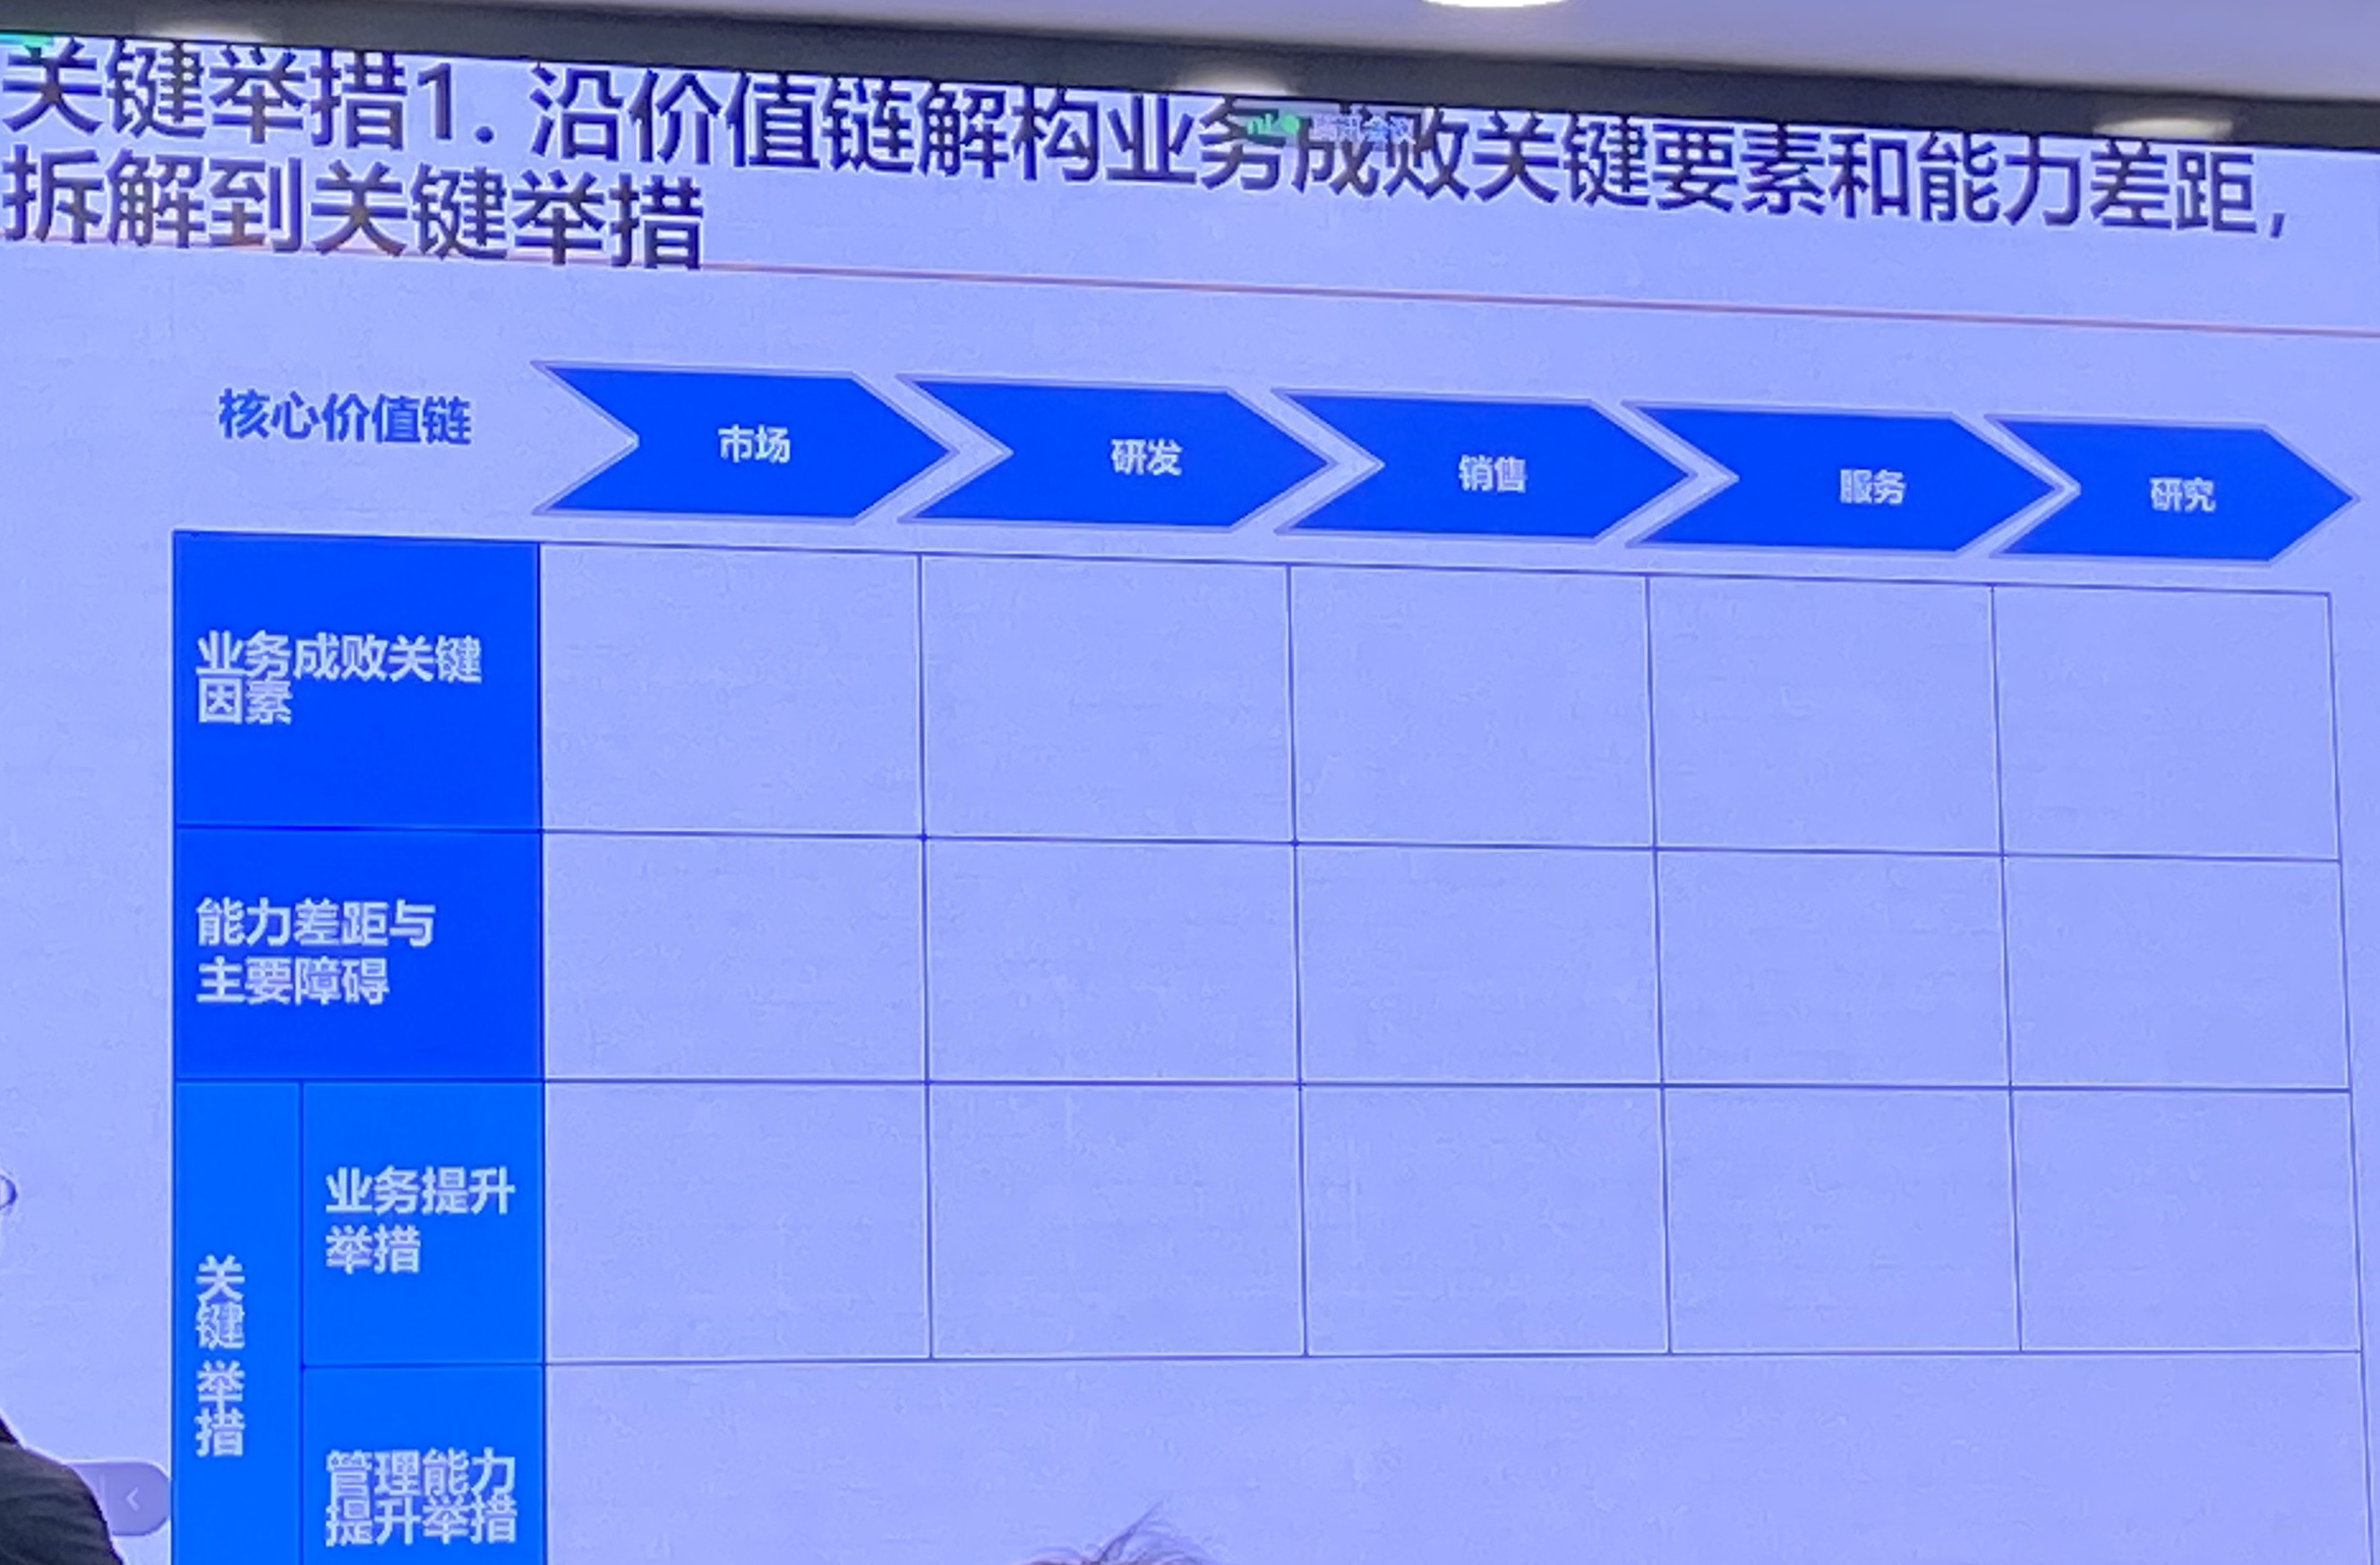 关键举措1. 沿价值链解构业务成败关键要素和能力差距,
拆解到关键举措
核心价值链
市场
研发
销售
服务
研究
业务成败关键
因素
能力差距与
主要障碍
关键举措
业务提升
举措
管理能力
提升举措